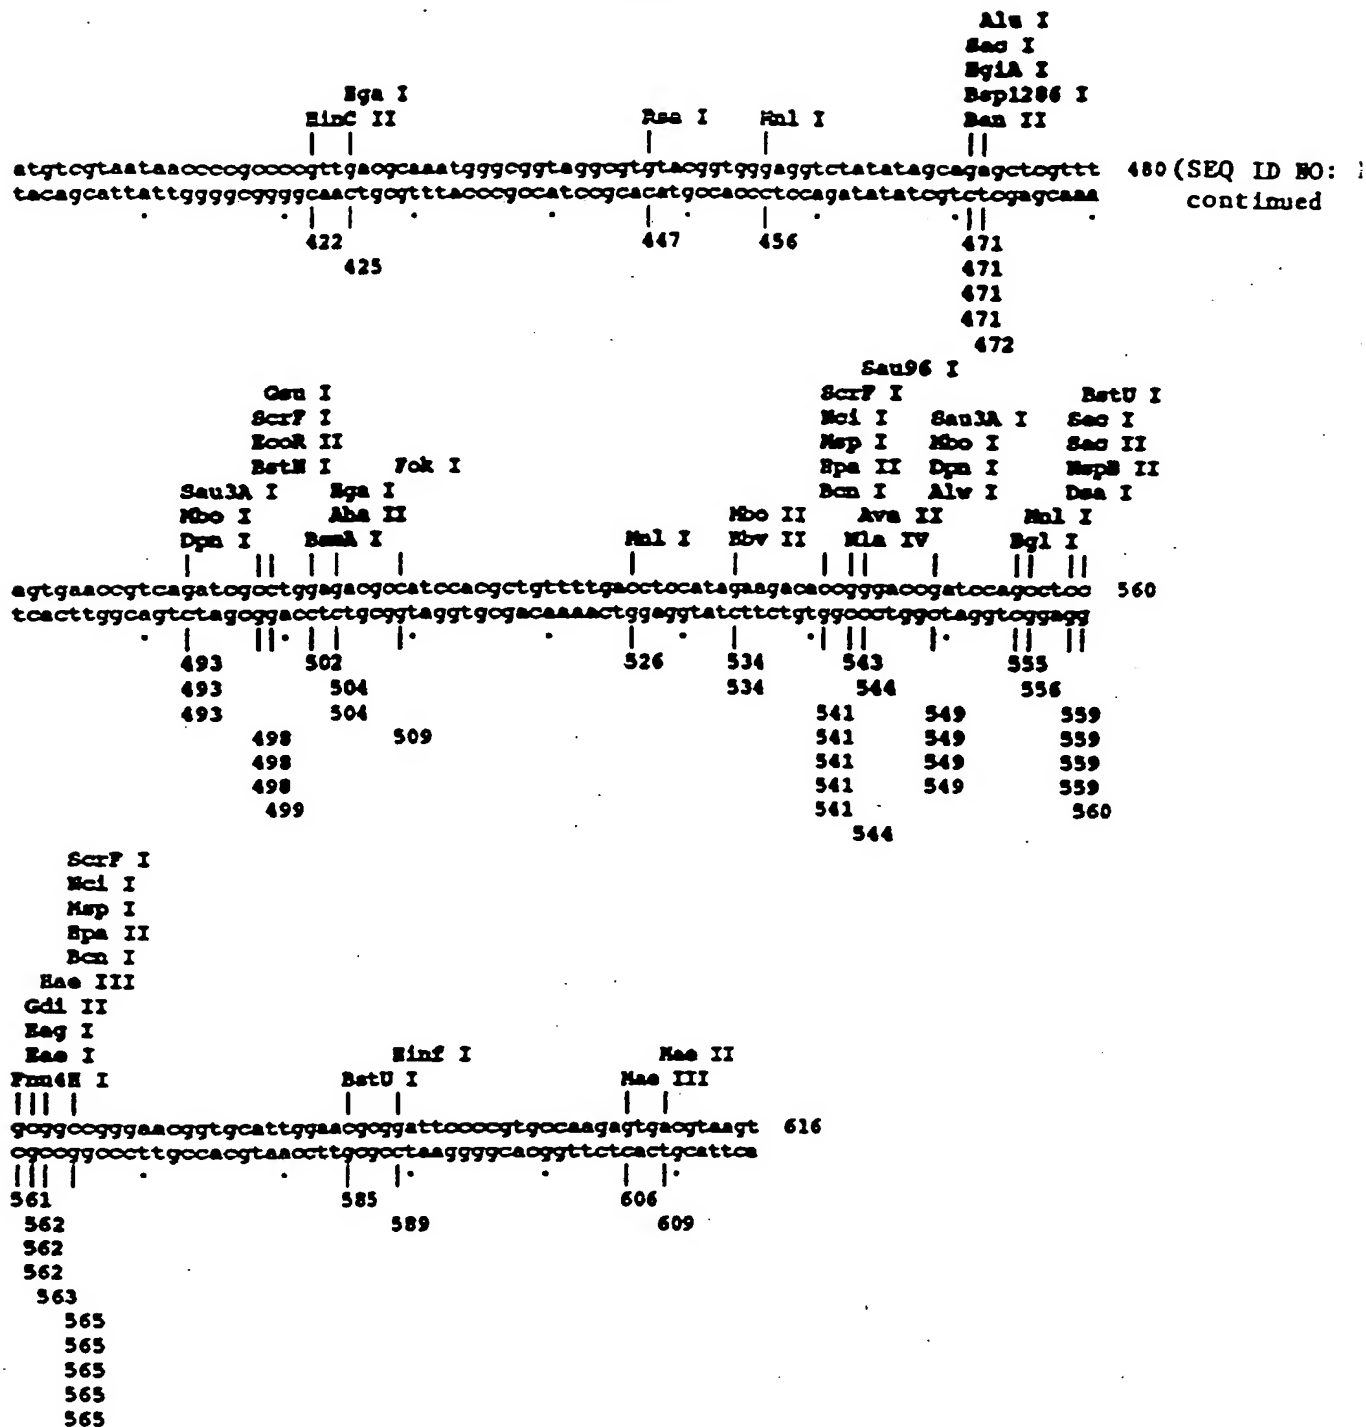 Alu I
Sac I
HgiA I
Hga I Bsp1286 I
HinC II Rsa I Mnl I Ban II
atgtcgtaataaccccgccccgttgacgcaaatgggcggtaggcgtgtacggtgggaggtctatatagcagagctcgttt 480 (SEQ ID NO:
tacagcattattggggcggggcaactgcgtttacccgccatccgcacatgccaccctccagatatatcgtctcgagcaaa continued
422 447 456 471
425 471
471
471
472
Sau96 I
Gsu I ScrF I BstU I
ScrF I Nci I Sau3A I Sac I
EcoR II Msp I Mbo I Sac II
BstN I Fok I Hpa II Dpn I NspB II
Sau3A I Hga I Bcn I Alw I Dsa I
Mbo I Aha II Mbo II Ava II Mnl I
Dpn I BsmA I Mnl I Bbv II Nla IV Bgl I
agtgaaccgtcagatcgcctggagacgccatccacgctgttttgacctccatagaagacaccgggaccgatccagcctcc 560
tcacttggcagtctagcggacctctgcggtaggtgcgacaaaactggaggtatcttctgtggccctggctaggtcggagg
493 502 526 534 543 555
493 504 534 544 556
493 504 541 549 559
498 509 541 549 559
498 541 549 559
498 541 549 559
499 541 560
544
ScrF I
Nci I
Msp I
Hpa II
Bcn I
Hae III
Gdi II
Eag I
Eae I Hinf I Mae II
Fnu4H I BstU I Mae III
gcggccgggaacggtgcattggaacgcggattccccgtgccaagagtgacgtaagt 616
cgccggcccttgccacgtaaccttgcgcctaaggggcacggttctcactgcattca
561 585 606
562 589 609
562
562
563
565
565
565
565
565